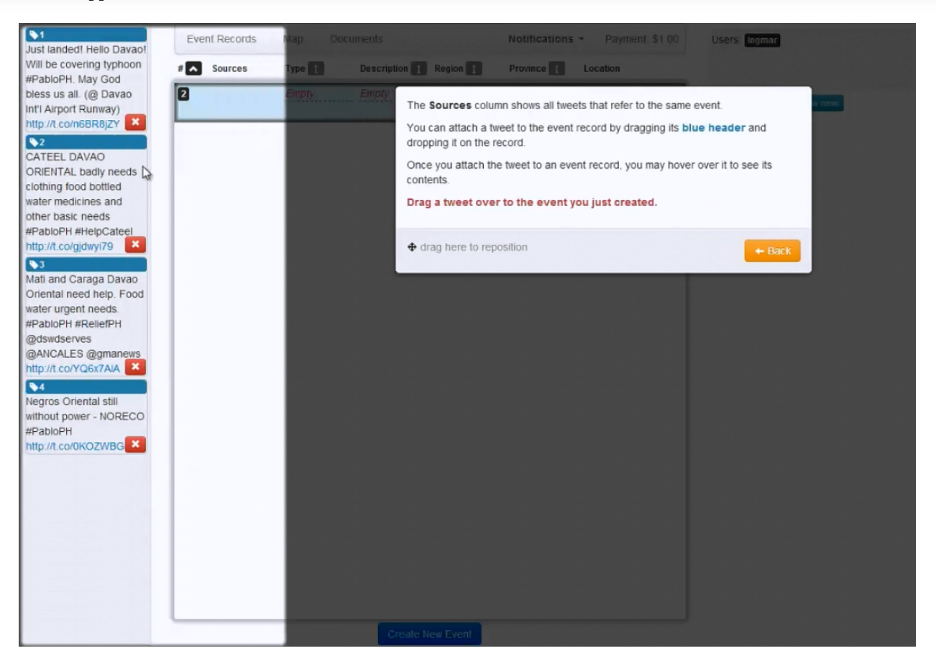 1
Just landed! Hello Davao!
Will be covering typhoon
#PabloPH. May God
bless us all. (@ Davao
Int'l Airport Runway)
http://t.co/n6BR8jZY
2
CATEEL DAVAO
ORIENTAL badly needs
clothing food bottled
water medicines and
other basic needs
#PabloPH #HelpCateel
http://t.co/gjdwyi79
3
Mati and Caraga Davao
Oriental need help. Food
water urgent needs.
#PabloPH #ReliefPH
@dswdserves
@ANCALES @gmanews
http://t.co/YQ6x7AlA
4
Negros Oriental still
without power - NORECO
#PabloPH
http://t.co/0KOZWBG
Event Records Map Documents Notifications Payment: $1.00 Users: Ingmar
# Sources Type Description Region Province Location
2 Empty Empty
The Sources column shows all tweets that refer to the same event.
You can attach a tweet to the event record by dragging its blue header and
dropping it on the record.
Once you attach the tweet to an event record, you may hover over it to see its
contents.
Drag a tweet over to the event you just created.
drag here to reposition
Back
Create New Event